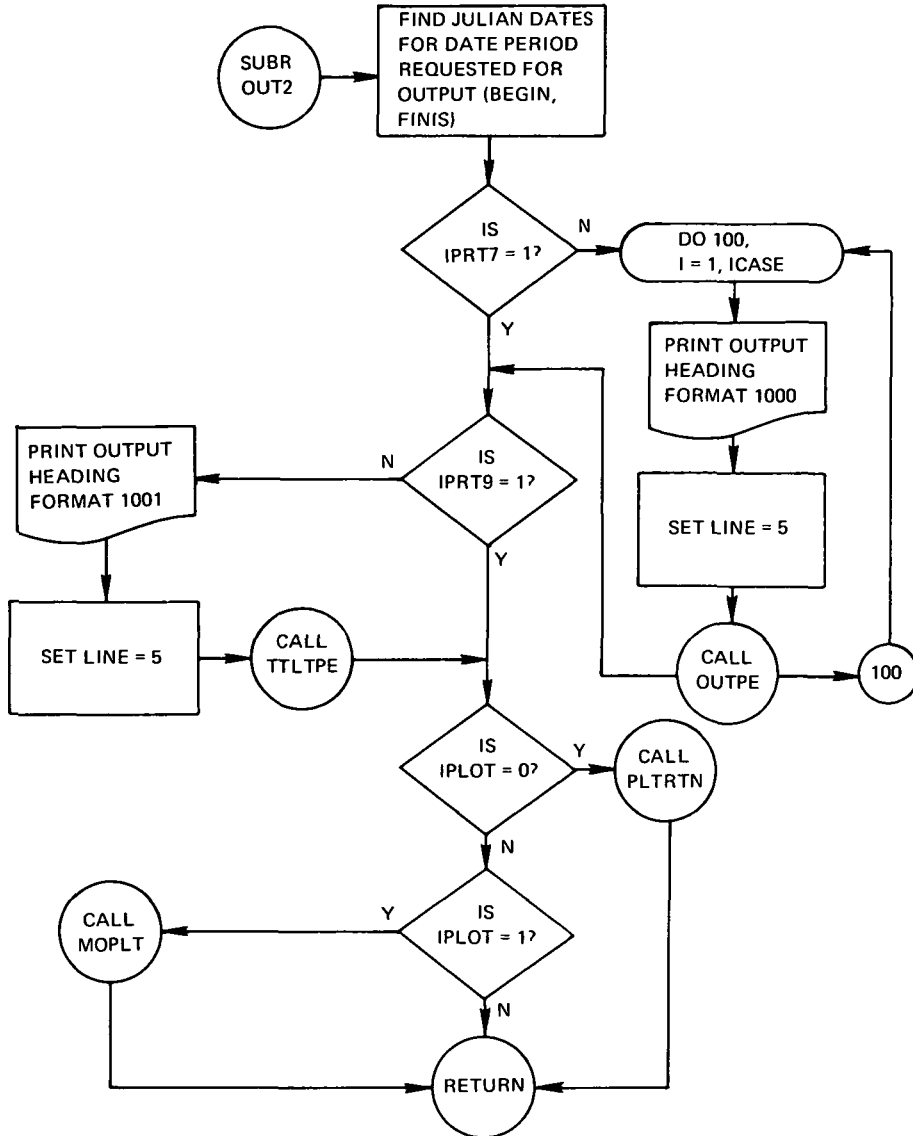 SUBR
OUT2
FIND JULIAN DATES
FOR DATE PERIOD
REQUESTED FOR
OUTPUT (BEGIN,
FINIS)
IS
IPRT7 = 1?
N
Y
DO 100,
I = 1, ICASE
PRINT OUTPUT
HEADING
FORMAT 1000
SET LINE = 5
CALL
OUTPE
100
IS
IPRT9 = 1?
N
Y
PRINT OUTPUT
HEADING
FORMAT 1001
SET LINE = 5
CALL
TTLTPE
IS
IPLOT = 0?
Y
N
CALL
PLTRTN
IS
IPLOT = 1?
Y
N
CALL
MOPLT
RETURN